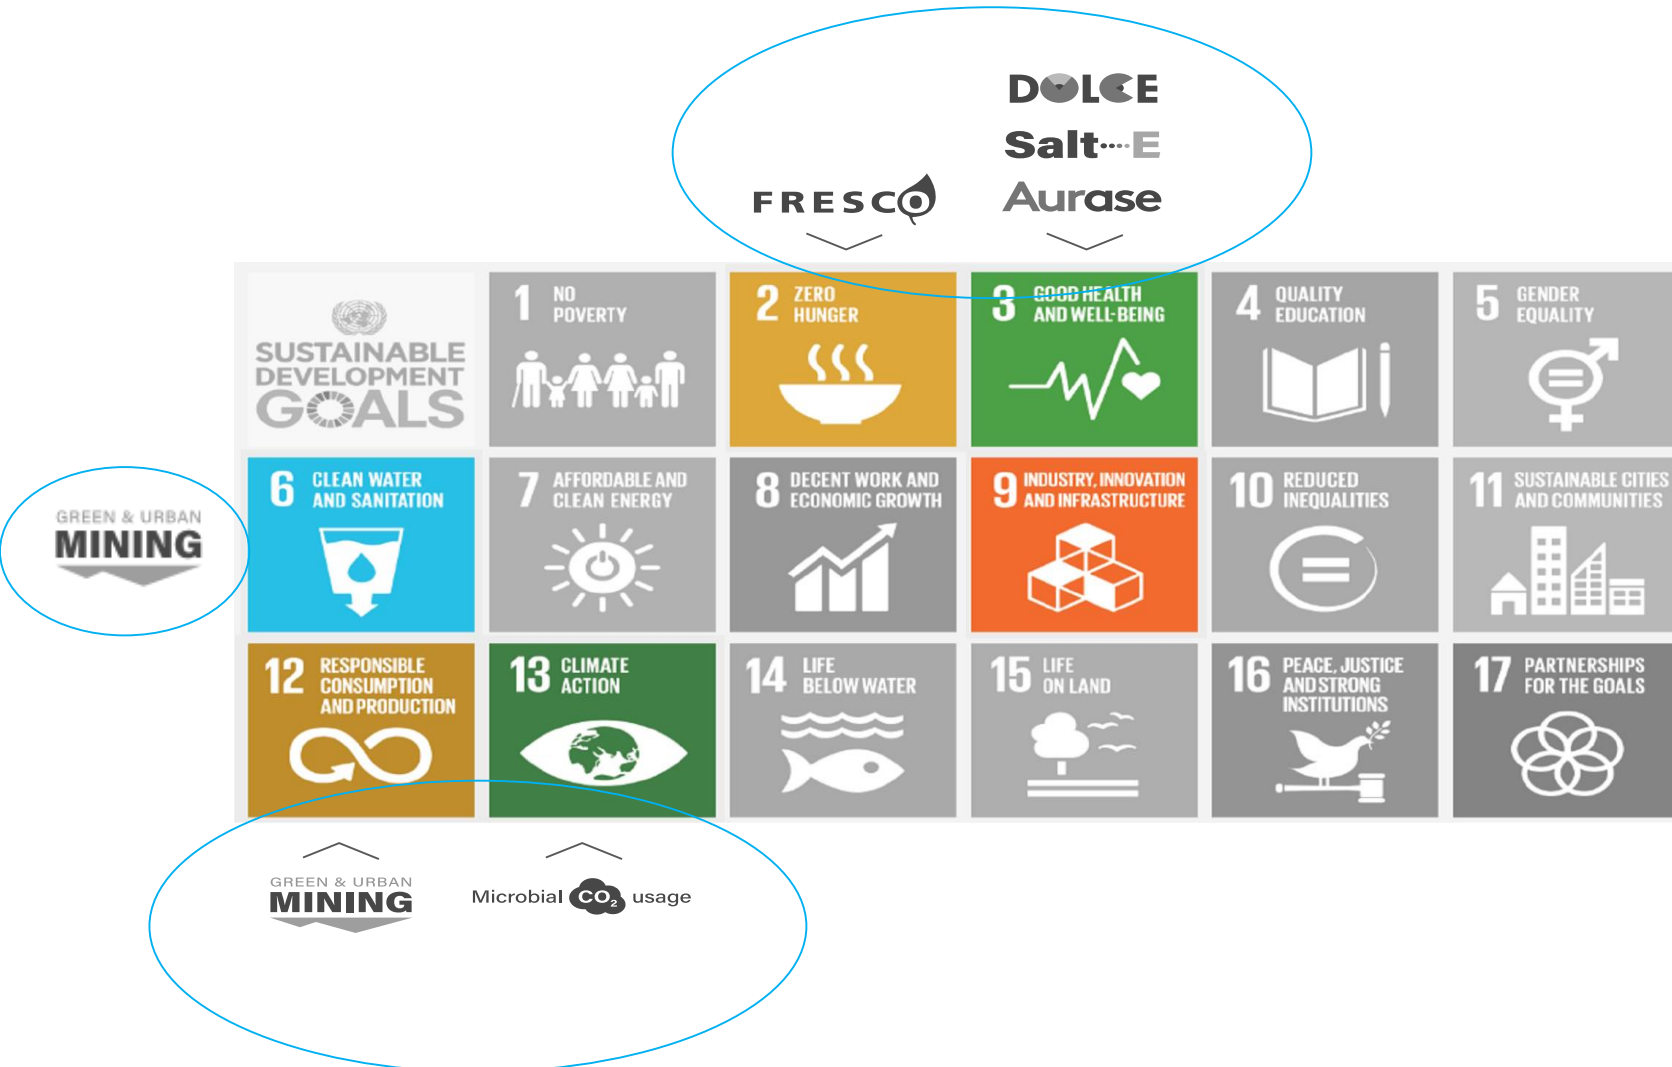 DOLCE
Salt····E
FRESCO
Aurase
SUSTAINABLE
DEVELOPMENT
GOALS
1 NO
POVERTY
2 ZERO
HUNGER
3 GOOD HEALTH
AND WELL-BEING
4 QUALITY
EDUCATION
5 GENDER
EQUALITY
GREEN & URBAN
MINING
6 CLEAN WATER
AND SANITATION
7 AFFORDABLE AND
CLEAN ENERGY
8 DECENT WORK AND
ECONOMIC GROWTH
9 INDUSTRY, INNOVATION
AND INFRASTRUCTURE
10 REDUCED
INEQUALITIES
11 SUSTAINABLE CITIES
AND COMMUNITIES
12 RESPONSIBLE
CONSUMPTION
AND PRODUCTION
13 CLIMATE
ACTION
14 LIFE
BELOW WATER
15 LIFE
ON LAND
16 PEACE, JUSTICE
AND STRONG
INSTITUTIONS
17 PARTNERSHIPS
FOR THE GOALS
GREEN & URBAN
MINING
Microbial CO₂ usage